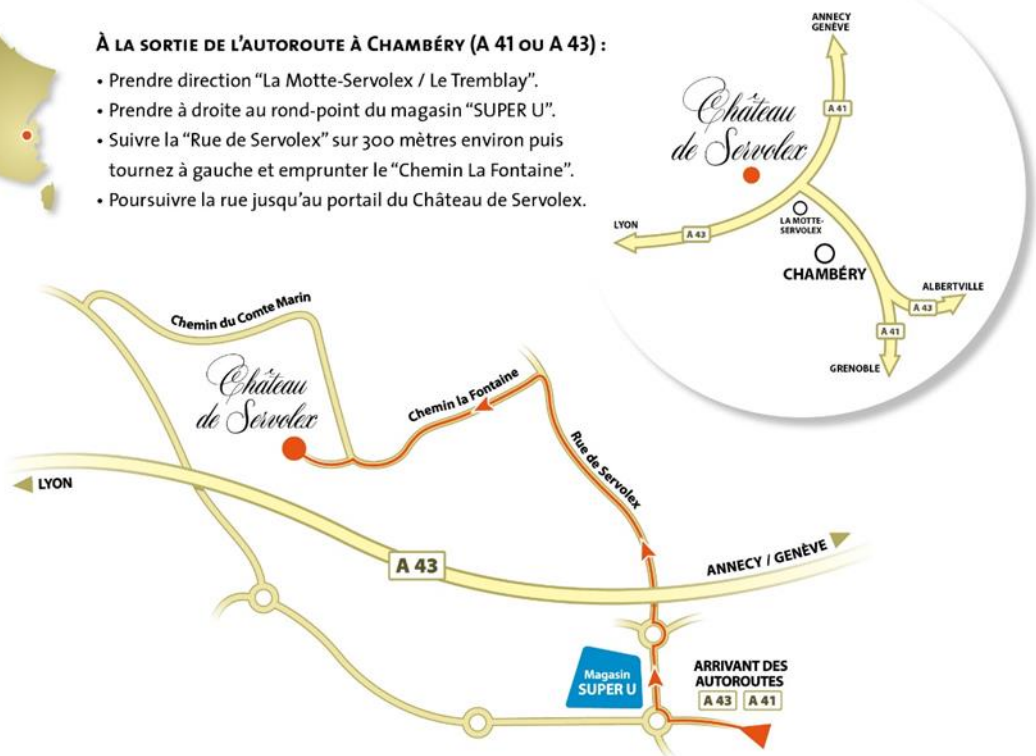 À LA SORTIE DE L'AUTOROUTE À CHAMBÉRY (A 41 OU A 43) :
• Prendre direction “La Motte-Servolex / Le Tremblay”.
• Prendre à droite au rond-point du magasin “SUPER U”.
• Suivre la “Rue de Servolex” sur 300 mètres environ puis
tournez à gauche et emprunter le “Chemin La Fontaine”.
• Poursuivre la rue jusqu'au portail du Château de Servolex.
ANNECY
GENÈVE
A 41
Château
de Servolex
LYON
A 43
LA MOTTE-
SERVOLEX
CHAMBÉRY
ALBERTVILLE
A 43
A 41
GRENOBLE
Chemin du Comte Marin
Château
de Servolex
Chemin la Fontaine
Rue de Servolex
LYON
A 43
ANNECY / GENÈVE
Magasin
SUPER U
ARRIVANT DES
AUTOROUTES
A 43 A 41